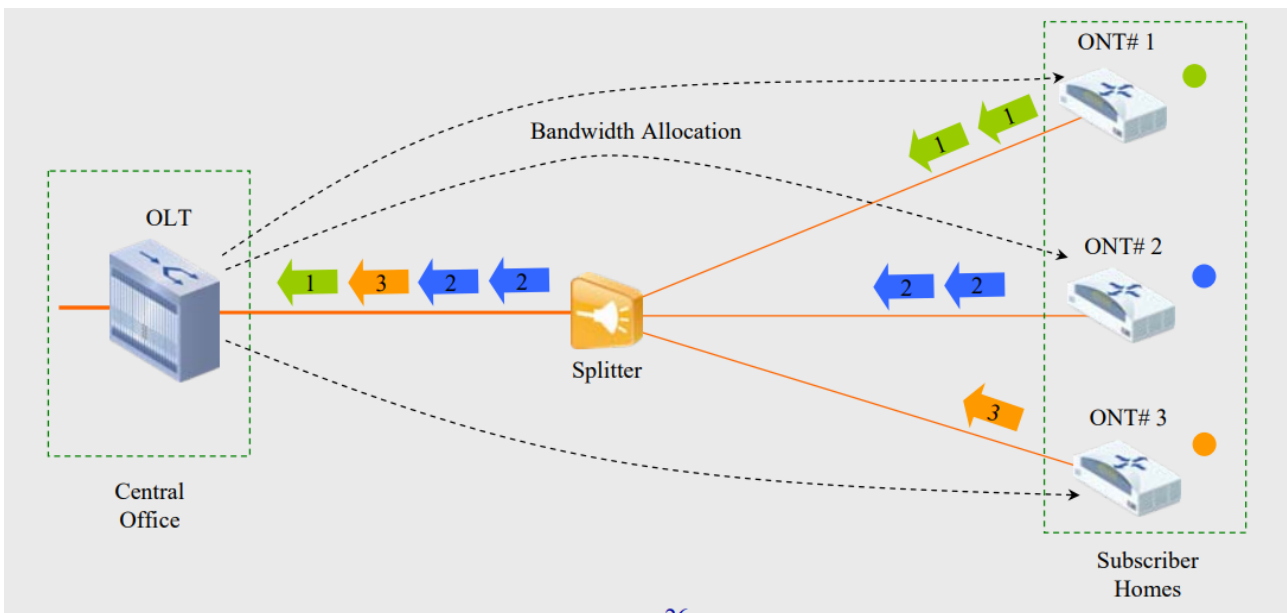 ONT# 1
1
1
Bandwidth Allocation
OLT
ONT# 2
1 3 2 2
2 2
Splitter
3
ONT# 3
Central
Office
Subscriber
Homes
26